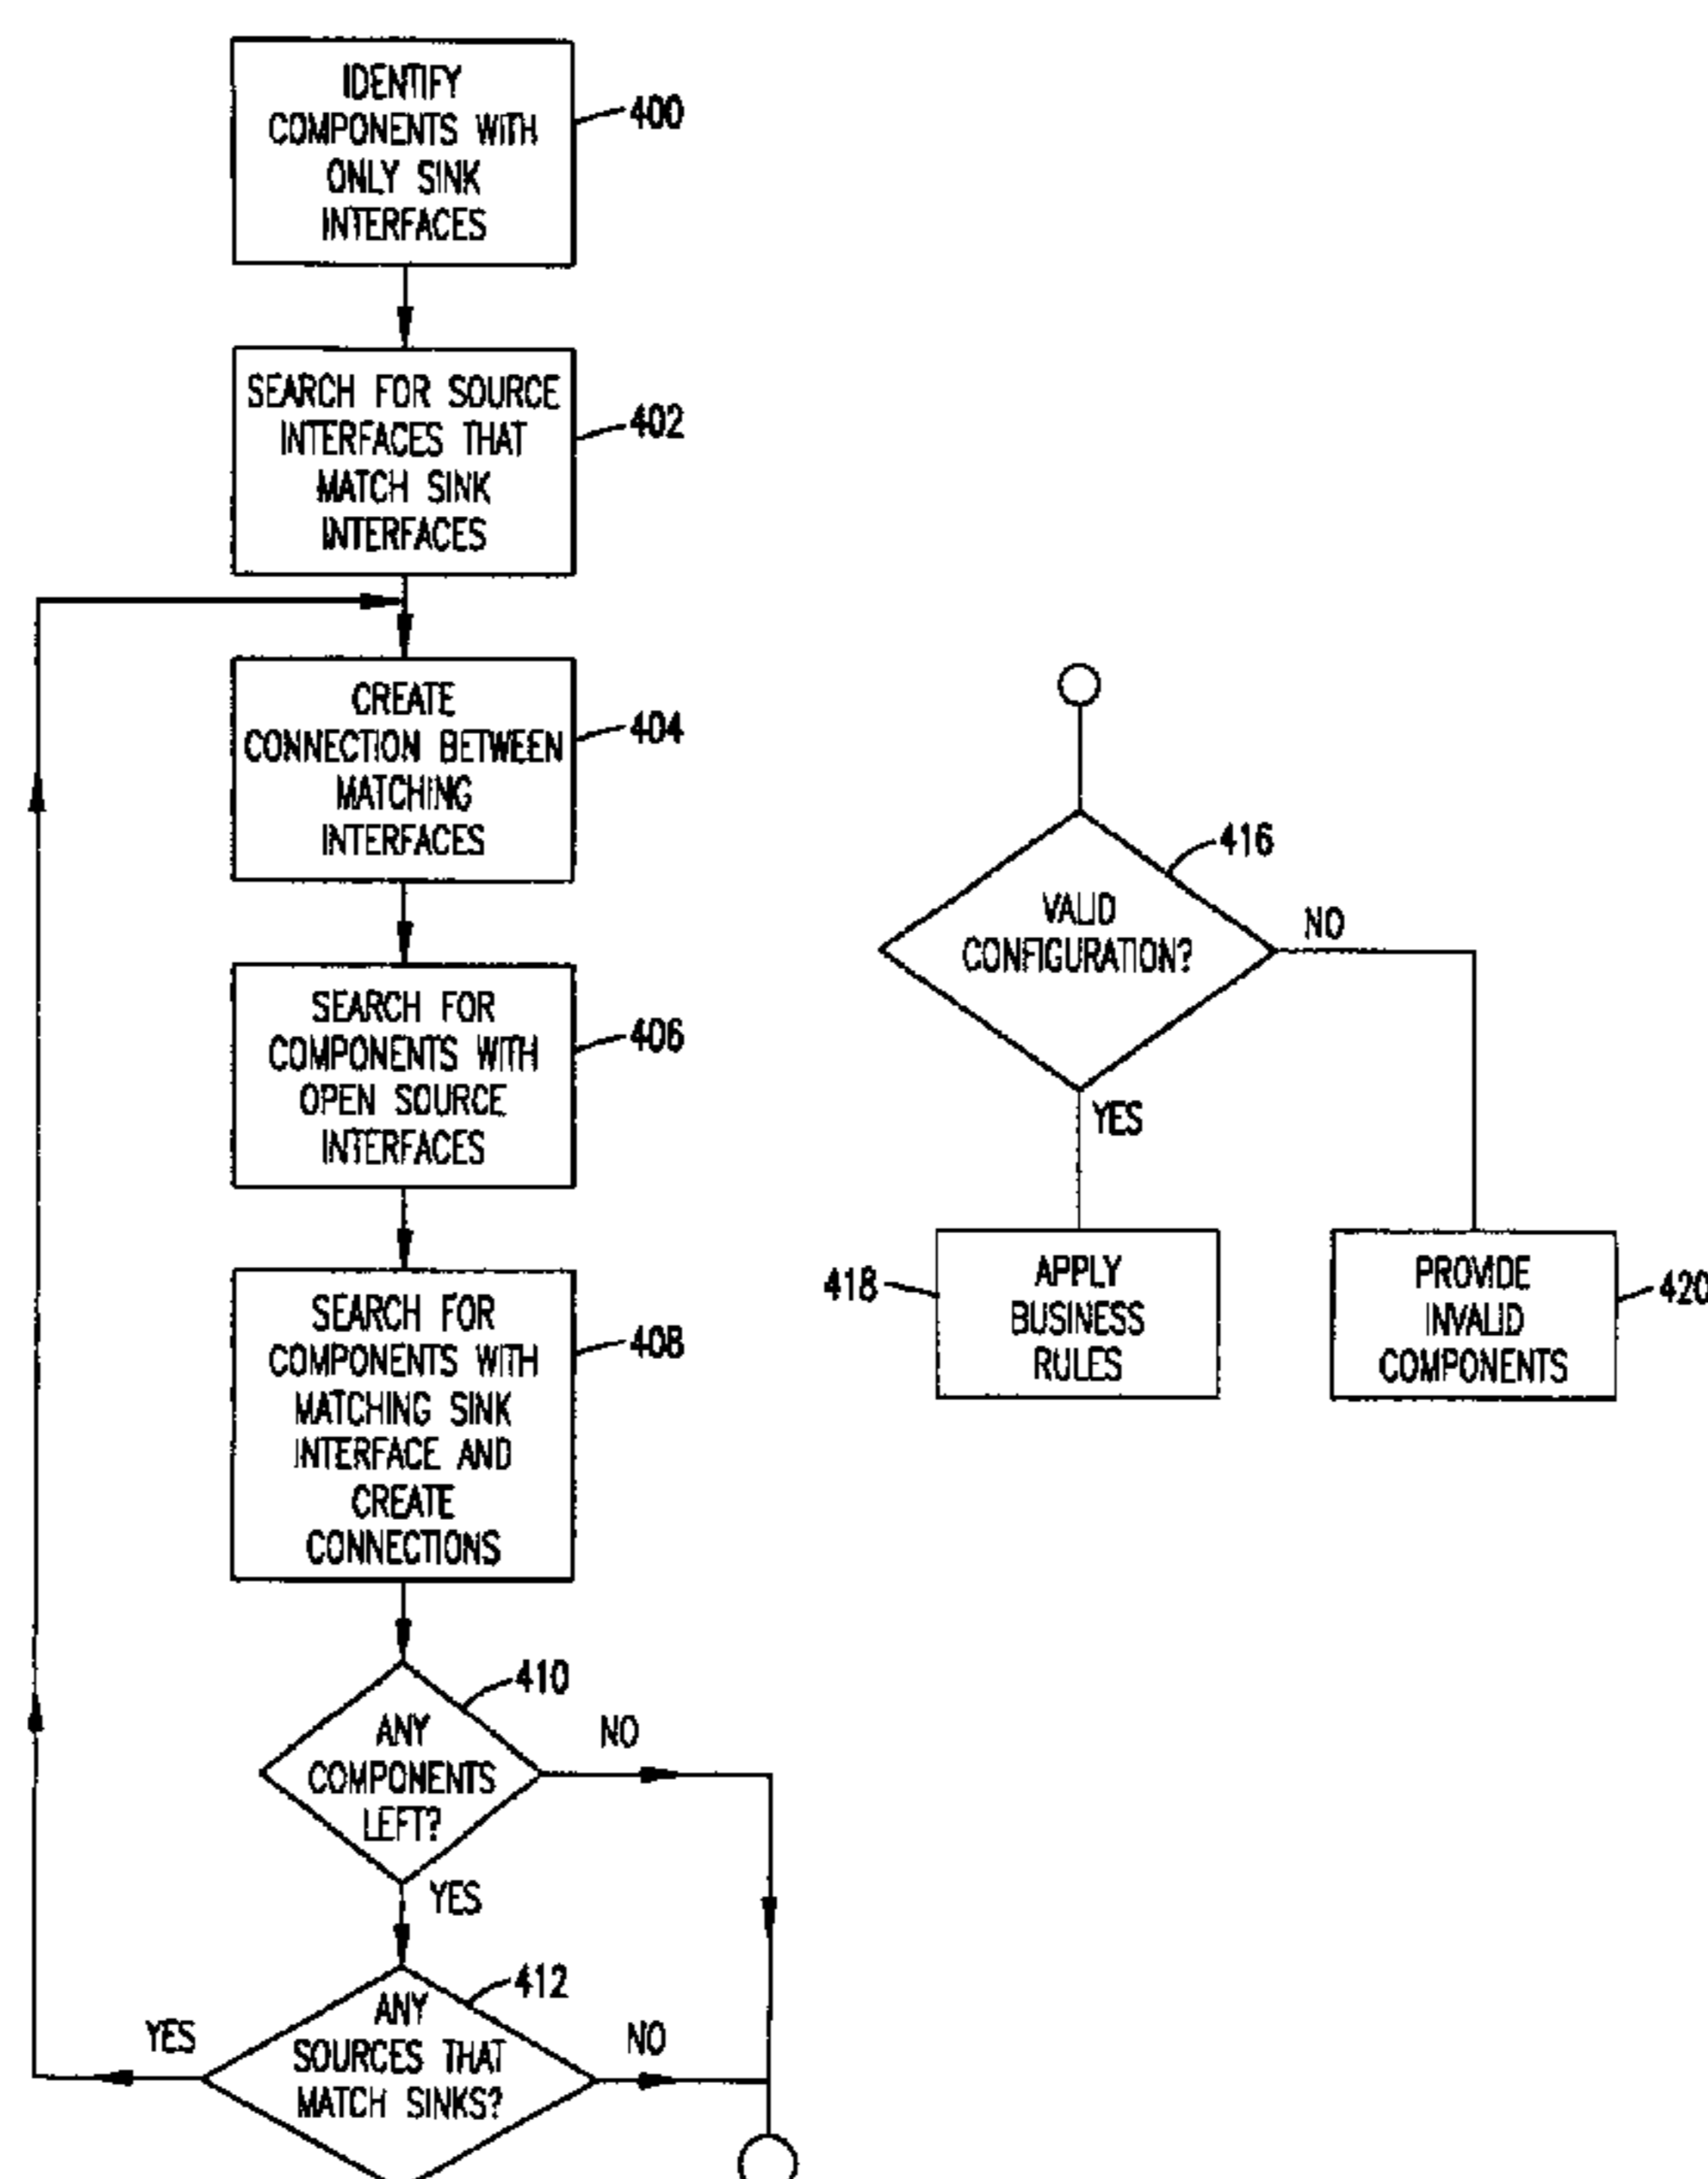 IDENTIFY
COMPONENTS WITH
ONLY SINK
INTERFACES
400
SEARCH FOR SOURCE
INTERFACES THAT
MATCH SINK
INTERFACES
402
CREATE
CONNECTION BETWEEN
MATCHING
INTERFACES
404
SEARCH FOR
COMPONENTS WITH
OPEN SOURCE
INTERFACES
406
SEARCH FOR
COMPONENTS WITH
MATCHING SINK
INTERFACE AND
CREATE
CONNECTIONS
408
ANY
COMPONENTS
LEFT?
410
NO
YES
ANY
SOURCES THAT
MATCH SINKS?
412
YES
NO
VALID
CONFIGURATION?
416
NO
YES
APPLY
BUSINESS
RULES
418
PROVIDE
INVALID
COMPONENTS
420